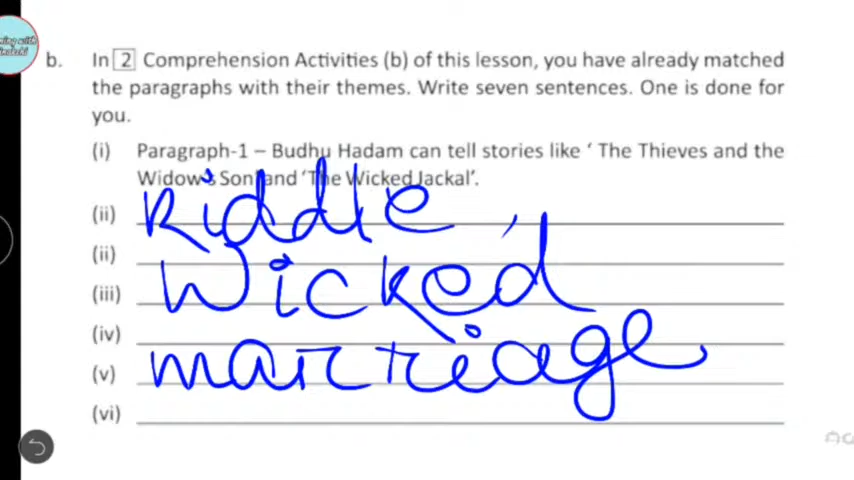 b. In 2 Comprehension Activities (b) of this lesson, you have already matched
the paragraphs with their themes. Write seven sentences. One is done for
you.
(i) Paragraph-1 – Budhu Hadam can tell stories like ‘ The Thieves and the
Widow's Son' and ‘The Wicked Jackal’.
(ii) Riddle ,
(ii) Wicked
(iii)
(iv) marriage
(v)
(vi)